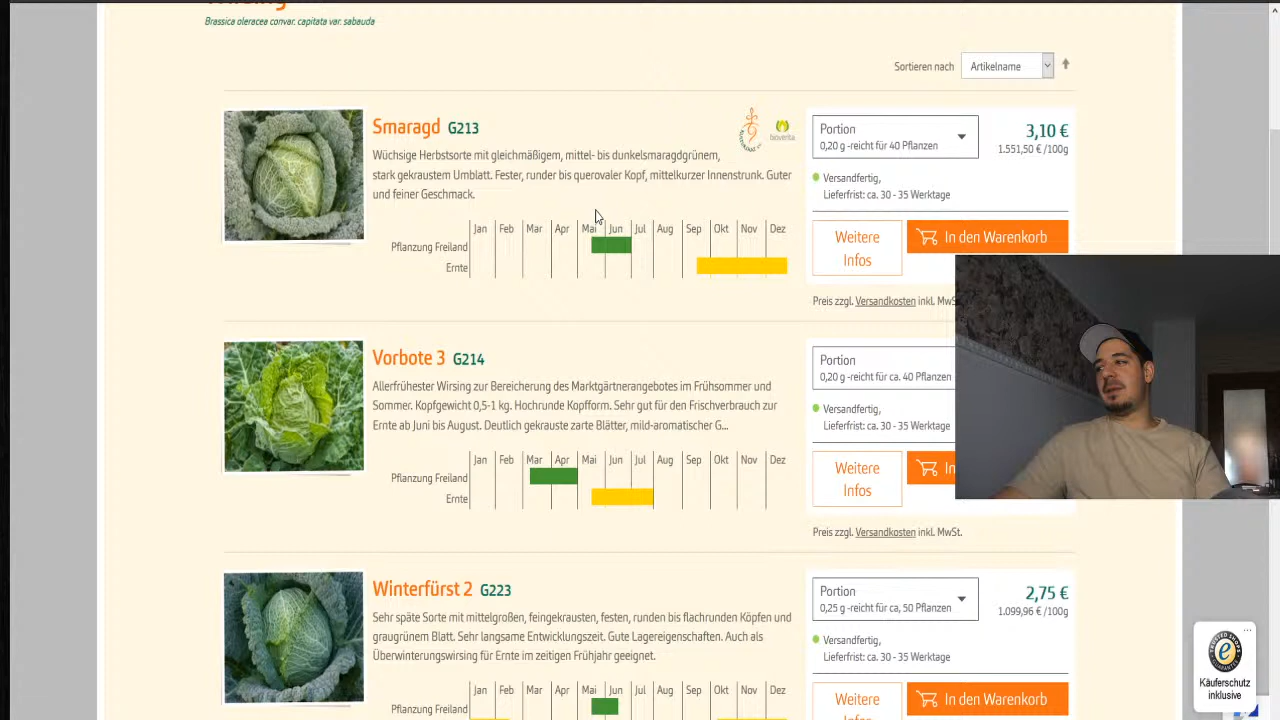 Brassica oleracea convar. capitata var. sabauda
Sortieren nach Artikelname
Smaragd G213
bioverita
Wüchsige Herbstsorte mit gleichmäßigem, mittel- bis dunkelsmaragdgrünem,
stark gekraustem Umblatt. Fester, runder bis querovaler Kopf, mittelkurzer Innenstrunk. Guter
und feiner Geschmack.
Jan Feb Mar Apr Mai Jun Jul Aug Sep Okt Nov Dez
Pflanzung Freiland
Ernte
Portion
0,20 g -reicht für 40 Pflanzen
3,10 €
1.551,50 € /100g
Versandfertig,
Lieferfrist: ca. 30 - 35 Werktage
Weitere
Infos
In den Warenkorb
Preis zzgl. Versandkosten inkl. MwS
Vorbote 3 G214
Allerfrühester Wirsing zur Bereicherung des Marktgärtnerangebotes im Frühsommer und
Sommer. Kopfgewicht 0,5-1 kg. Hochrunde Kopfform. Sehr gut für den Frischverbrauch zur
Ernte ab Juni bis August. Deutlich gekrauste zarte Blätter, mild-aromatischer G...
Jan Feb Mar Apr Mai Jun Jul Aug Sep Okt Nov Dez
Pflanzung Freiland
Ernte
Portion
0,20 g -reicht für ca. 40 Pflanzen
Versandfertig,
Lieferfrist: ca. 30 - 35 Werktage
Weitere
Infos
In
Preis zzgl. Versandkosten inkl. MwSt.
Winterfürst 2 G223
Sehr späte Sorte mit mittelgroßen, feingekrausten, festen, runden bis flachrunden Köpfen und
graugrünem Blatt. Sehr langsame Entwicklungszeit. Gute Lagereigenschaften. Auch als
Überwinterungswirsing für Ernte im zeitigen Frühjahr geeignet.
Jan Feb Mar Apr Mai Jun Jul Aug Sep Okt Nov Dez
Pflanzung Freiland
Portion
0,25 g -reicht für ca, 50 Pflanzen
2,75 €
1.099,96 € /100g
Versandfertig,
Lieferfrist: ca. 30 - 35 Werktage
Weitere
In den Warenkorb
Käuferschutz
inklusive